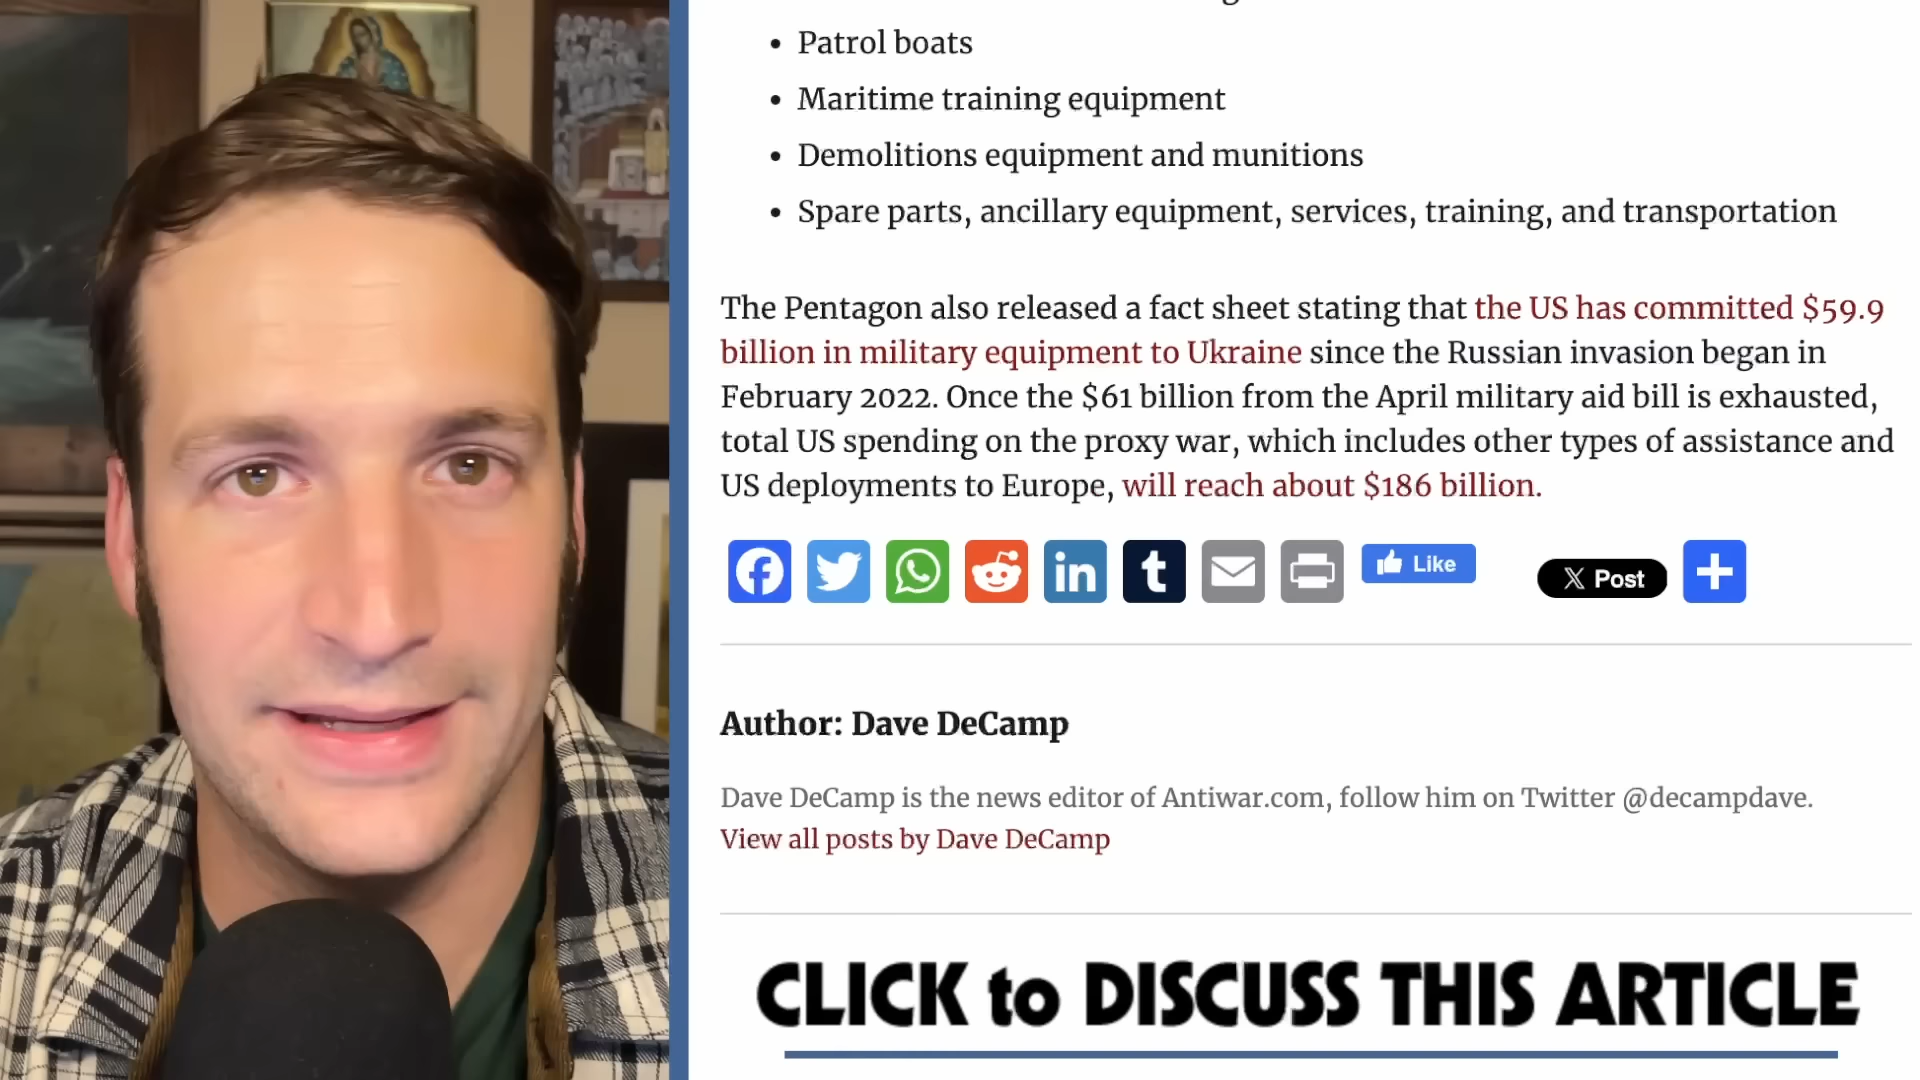 Patrol boats
Maritime training equipment
Demolitions equipment and munitions
Spare parts, ancillary equipment, services, training, and transportation
The Pentagon also released a fact sheet stating that the US has committed $59.9
billion in military equipment to Ukraine since the Russian invasion began in
February 2022. Once the $61 billion from the April military aid bill is exhausted,
total US spending on the proxy war, which includes other types of assistance and
US deployments to Europe, will reach about $186 billion.
Like
X Post
Author: Dave DeCamp
Dave DeCamp is the news editor of Antiwar.com, follow him on Twitter @decampdave.
View all posts by Dave DeCamp
CLICK to DISCUSS THIS ARTICLE